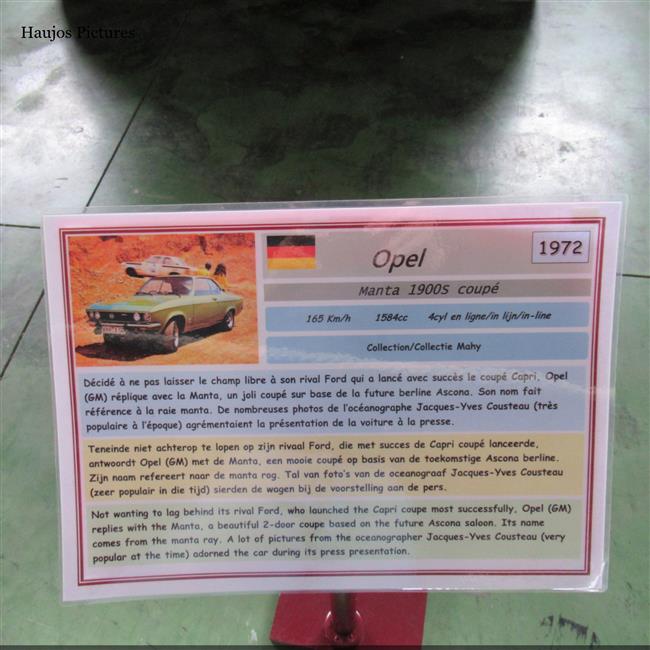 Haujos Pictures
Opel
1972
Manta 1900S coupé
165 Km/h 1584cc 4cyl en ligne/in lijn/in-line
Collection/Collectie Mahy
Décidé à ne pas laisser le champ libre à son rival Ford qui a lancé avec succès le coupé Capri, Opel
(GM) réplique avec la Manta, un joli coupé sur base de la future berline Ascona. Son nom fait
référence à la raie manta. De nombreuses photos de l'océanographe Jacques-Yves Cousteau (très
populaire à l'époque) agrémentaient la présentation de la voiture à la presse.
Teneinde niet achterop te lopen op zijn rivaal Ford, die met succes de Capri coupé lanceerde,
antwoordt Opel (GM) met de Manta, een mooie coupé op basis van de toekomstige Ascona berline.
Zijn naam refereert naar de manta rog. Tal van foto's van de oceanograaf Jacques-Yves Cousteau
(zeer populair in die tijd) sierden de wagen bij de voorstelling aan de pers.
Not wanting to lag behind its rival Ford, who launched the Capri coupe most successfully, Opel (GM)
replies with the Manta, a beautiful 2-door coupe based on the future Ascona saloon. Its name
comes from the manta ray. A lot of pictures from the oceanographer Jacques-Yves Cousteau (very
popular at the time) adorned the car during its press presentation.